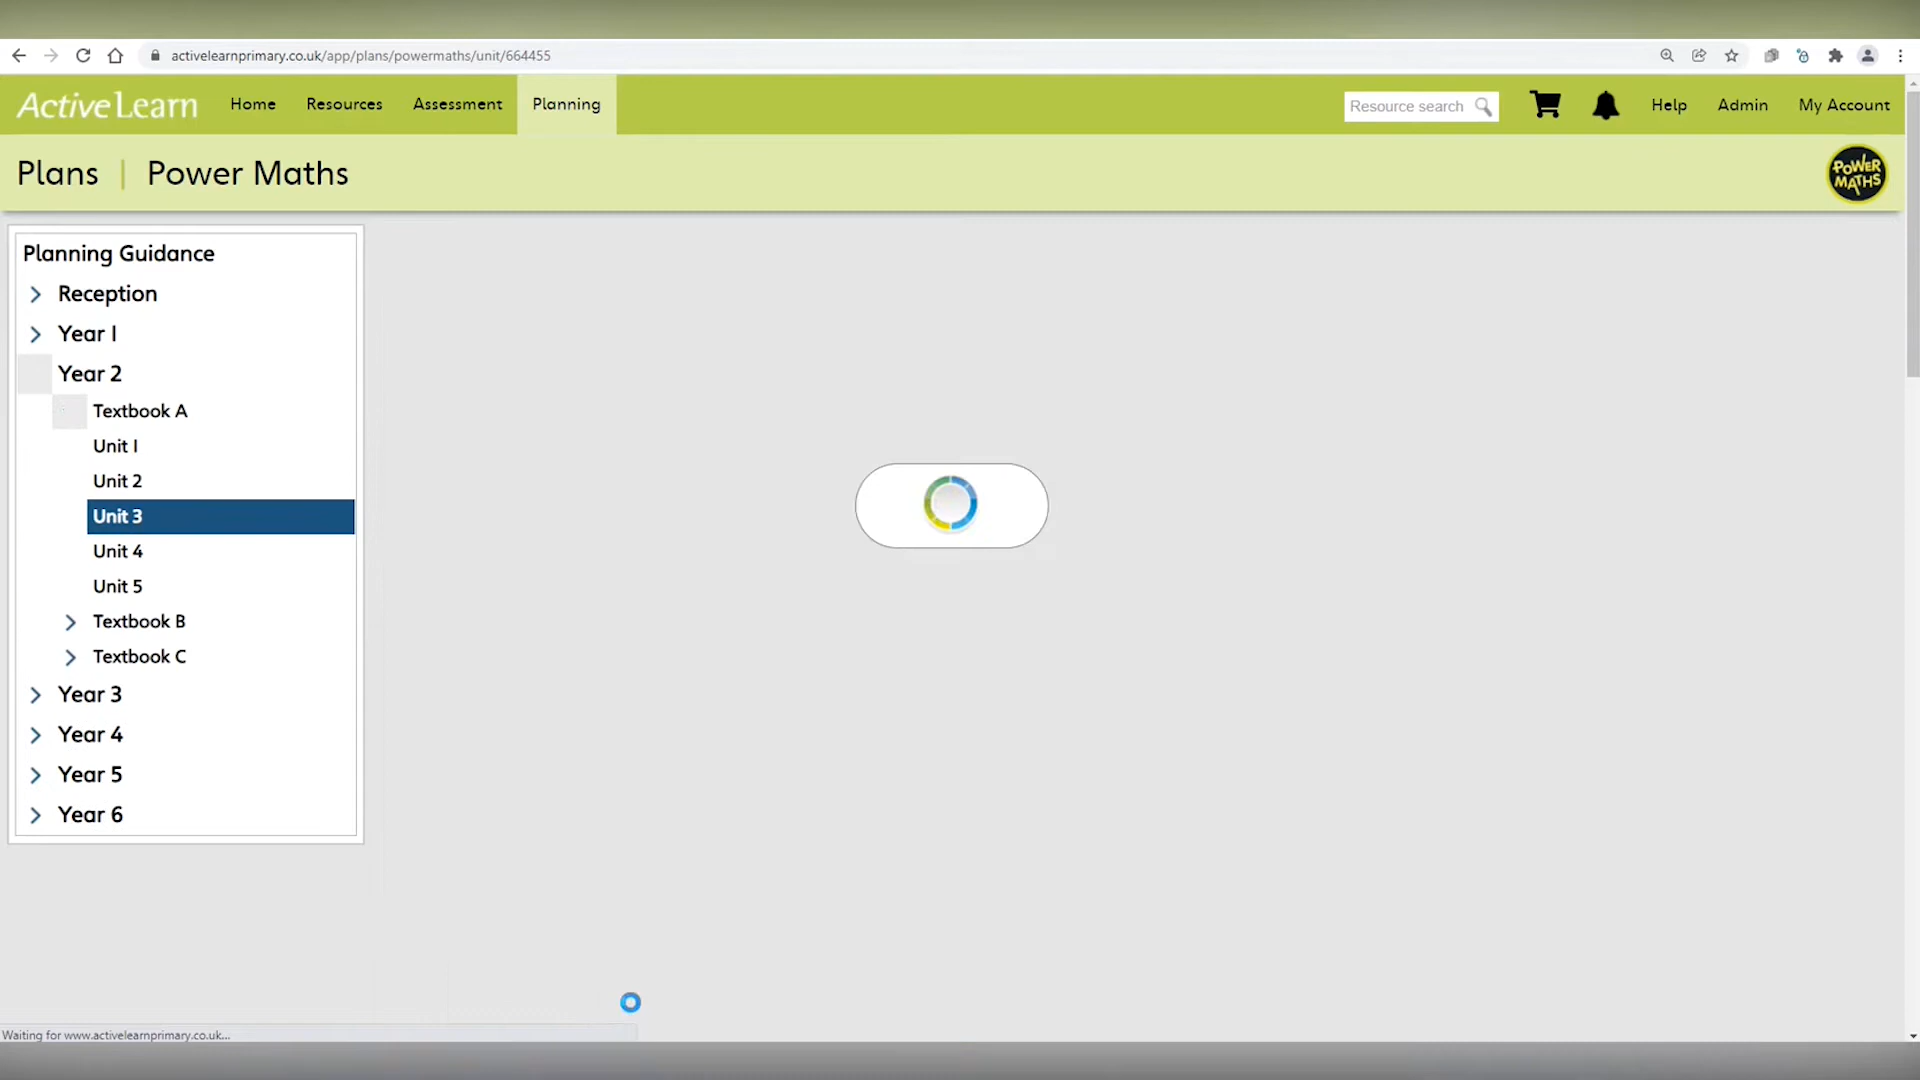 activelearnprimary.co.uk/app/plans/powermaths/unit/664455
ActiveLearn Home Resources Assessment Planning Resource search Help Admin My Account
Plans | Power Maths
POWER
MATHS
Planning Guidance
Reception
Year 1
Year 2
Textbook A
Unit 1
Unit 2
Unit 3
Unit 4
Unit 5
Textbook B
Textbook C
Year 3
Year 4
Year 5
Year 6
Waiting for www.activelearnprimary.co.uk...